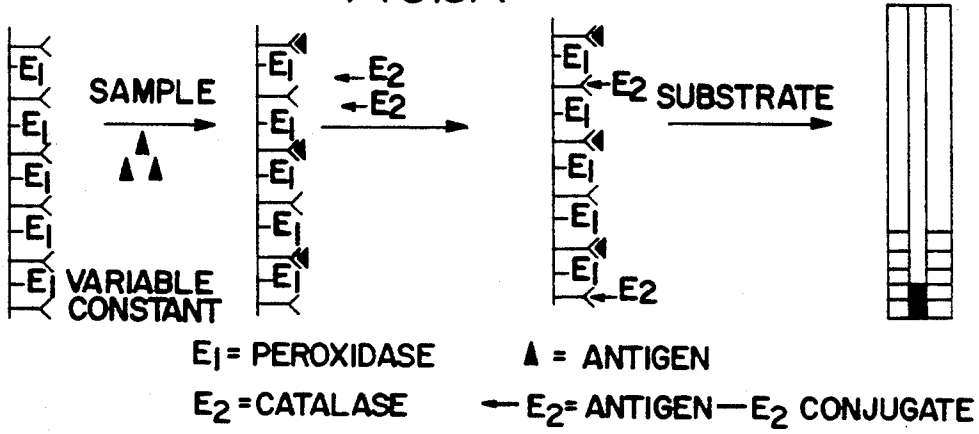 E1 E1 E2 E1
SAMPLE E2 E2 SUBSTRATE
E1 E1 E1
E1 E1 E1
E1 E1 E1
E1 E1 E1
VARIABLE E2
CONSTANT
E1 = PEROXIDASE ▲ = ANTIGEN
E2 = CATALASE ← E2 = ANTIGEN — E2 CONJUGATE